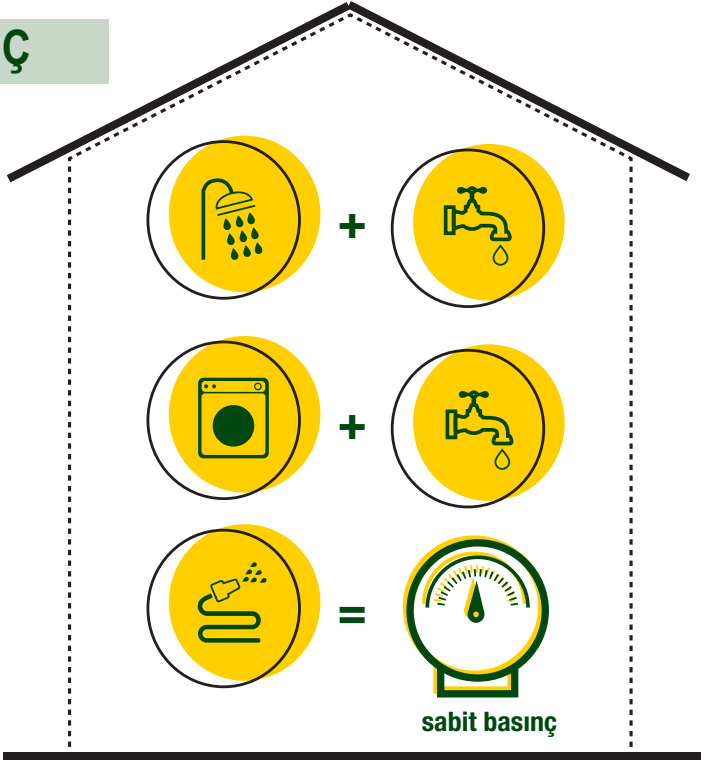 Ç
+
+
=
sabit basınç